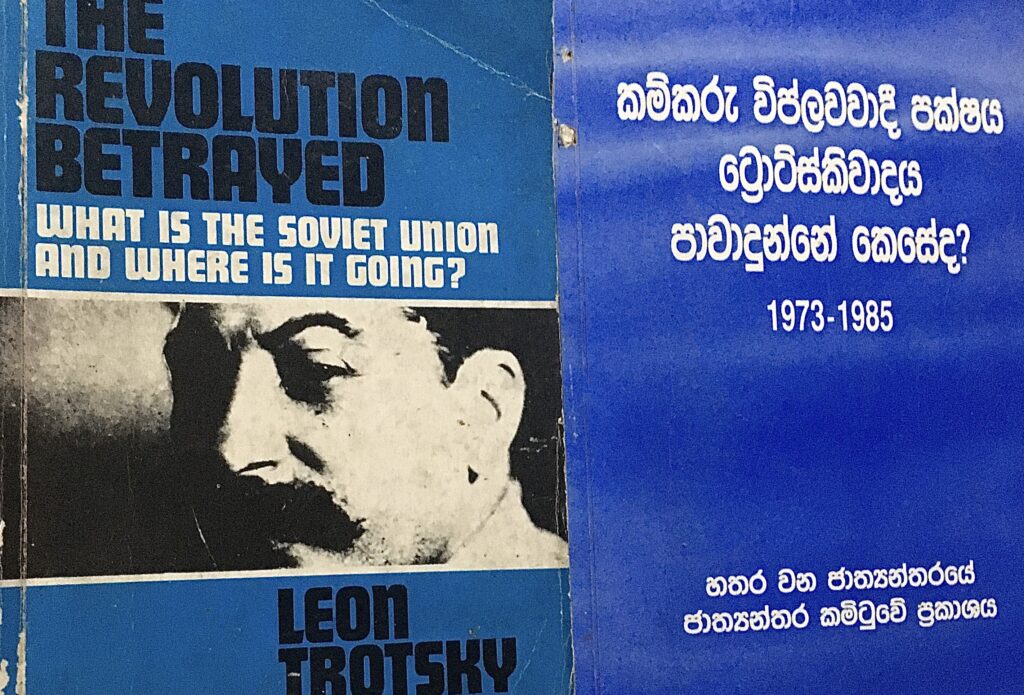 THE
REVOLUTION
BETRAYED
WHAT IS THE SOVIET UNION
AND WHERE IS IT GOING?
LEON
TROTSKY
කම්කරු විප්ලවවාදී පක්ෂය
ට්‍රොට්ස්කිවාදය
පාවාදුන්නේ කෙසේද?
1973-1985
හතර වන ජාත්‍යන්තරයේ
ජාත්‍යන්තර කමිටුවේ ප්‍රකාශය